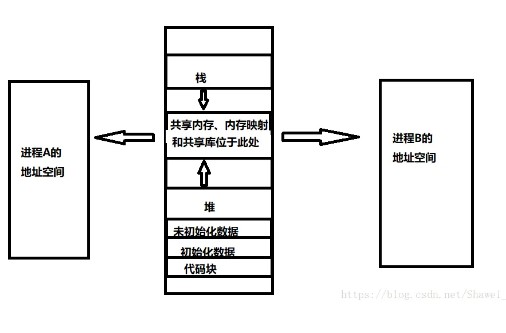 栈
共享内存、内存映射
和共享库位于此处
进程A的
地址空间
进程B的
地址空间
堆
未初始化数据
初始化数据
代码块
https://blog.csdn.net/Shawei_